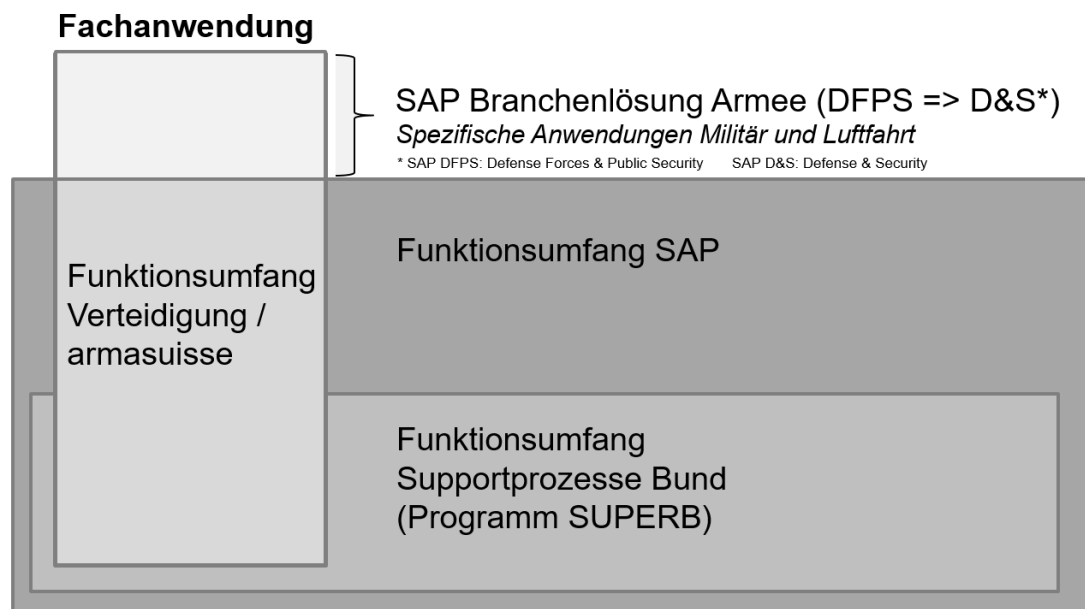 Fachanwendung
SAP Branchenlösung Armee (DFPS => D&S*)
Spezifische Anwendungen Militär und Luftfahrt
* SAP DFPS: Defense Forces & Public Security SAP D&S: Defense & Security
Funktionsumfang SAP
Funktionsumfang
Verteidigung /
armasuisse
Funktionsumfang
Supportprozesse Bund
(Programm SUPERB)